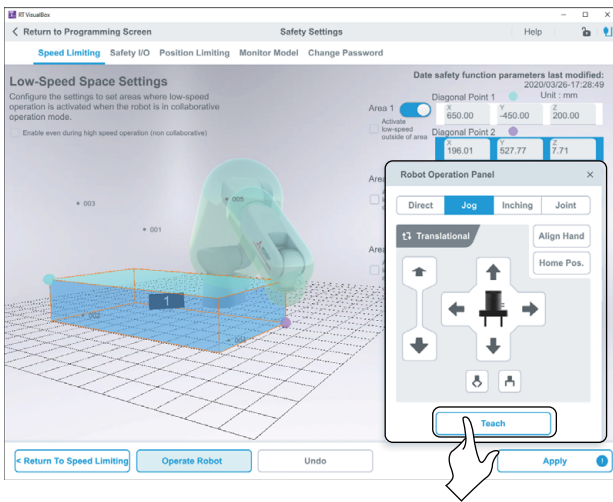 RT VisualBox
Return to Programming Screen
Safety Settings
Help
Speed Limiting Safety I/O Position Limiting Monitor Model Change Password
Low-Speed Space Settings
Configure the settings to set areas where low-speed
operation is activated when the robot is in collaborative
operation mode.
Enable even during high speed operation (non collaborative)
Date safety function parameters last modified:
2020/03/26-17:28:49
Unit : mm
Diagonal Point 1
Area 1
X
650.00
Y
-450.00
Z
200.00
Activate
low-speed
outside of area
Diagonal Point 2
X
196.01
Y
527.77
Z
7.71
Robot Operation Panel
Direct Jog Inching Joint
Translational
Align Hand
Home Pos.
Teach
003
005
001
1
002
004
< Return To Speed Limiting
Operate Robot
Undo
Apply